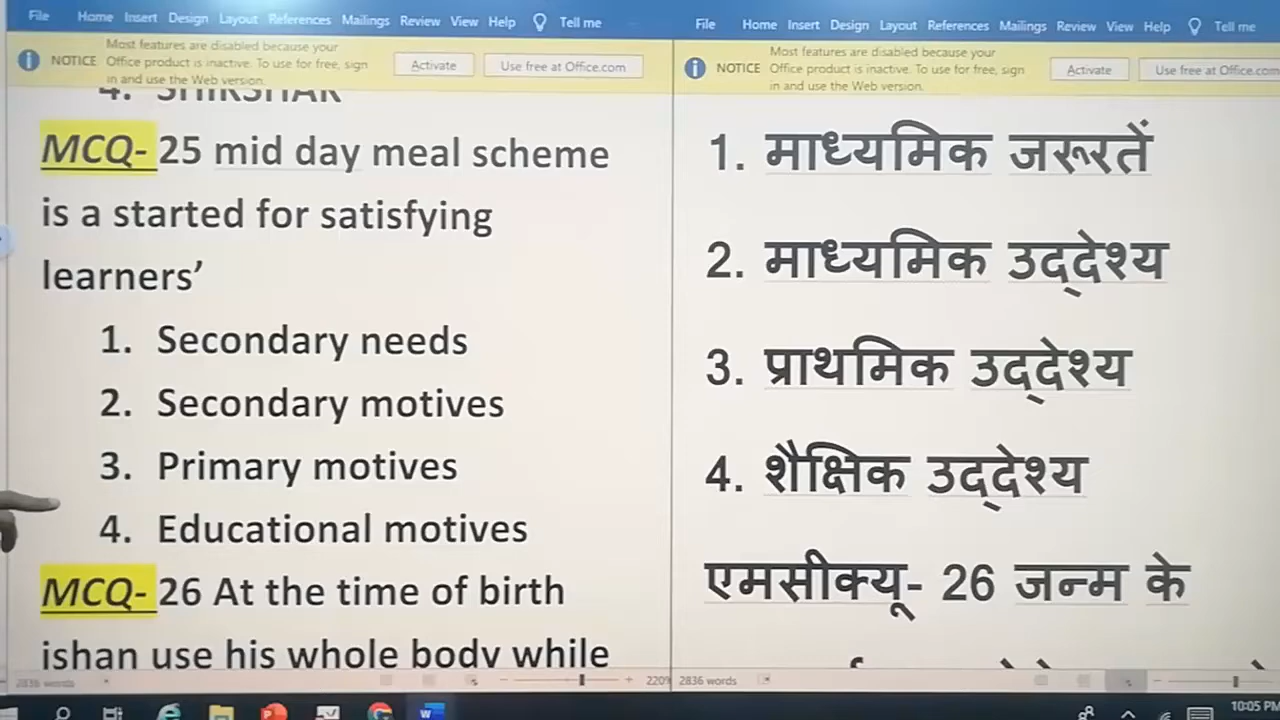 File Home Insert Design Layout References Mailings Review View Help Tell me
NOTICE Most features are disabled because your
Office product is inactive. To use for free, sign
in and use the Web version.
Activate
Use free at Office.com
4. SHIKSHAK
MCQ- 25 mid day meal scheme
is a started for satisfying
learners’
1. Secondary needs
2. Secondary motives
3. Primary motives
4. Educational motives
MCQ- 26 At the time of birth
ishan use his whole body while
2836 words
220%
File Home Insert Design Layout References Mailings Review View Help Tell me
NOTICE Most features are disabled because your
Office product is inactive. To use for free, sign
in and use the Web version.
Activate
Use free at Office.com
1. माध्यमिक जरूरतें
2. माध्यमिक उद्देश्य
3. प्राथमिक उद्देश्य
4. शैक्षिक उद्देश्य
एमसीक्यू- 26 जन्म के
2836 words
10:05 PM